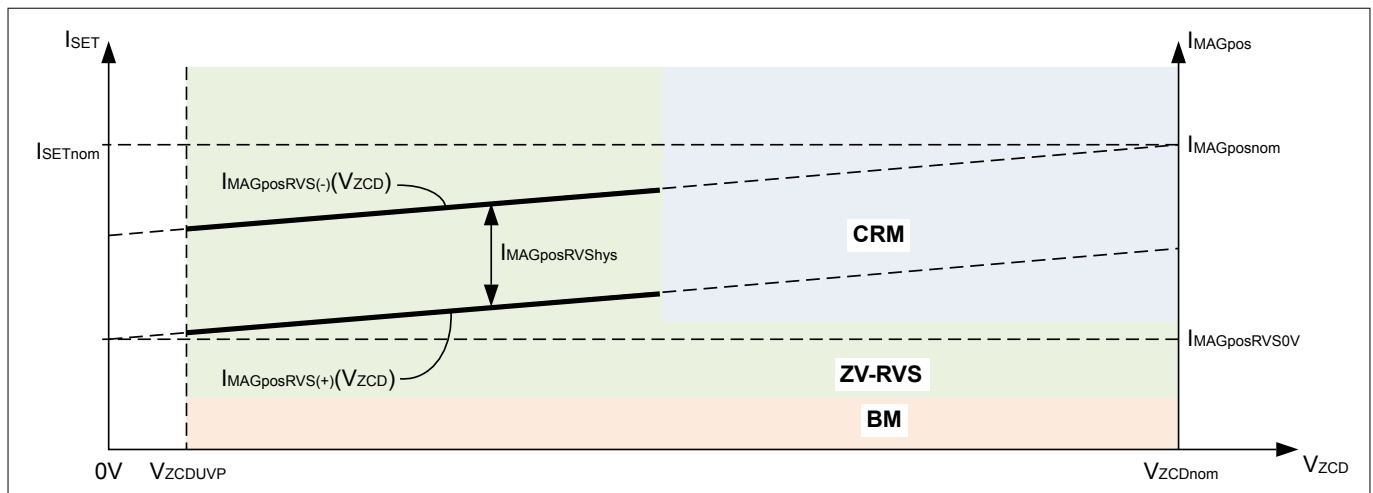 ISET
IMAGpos
ISETnom
IMAGposnom
IMAGposRVS(-)(VZCD)
CRM
IMAGposRVShys
IMAGposRVS0V
IMAGposRVS(+)(VZCD)
ZV-RVS
BM
0V
VZCDUVP
VZCDnom
VZCD